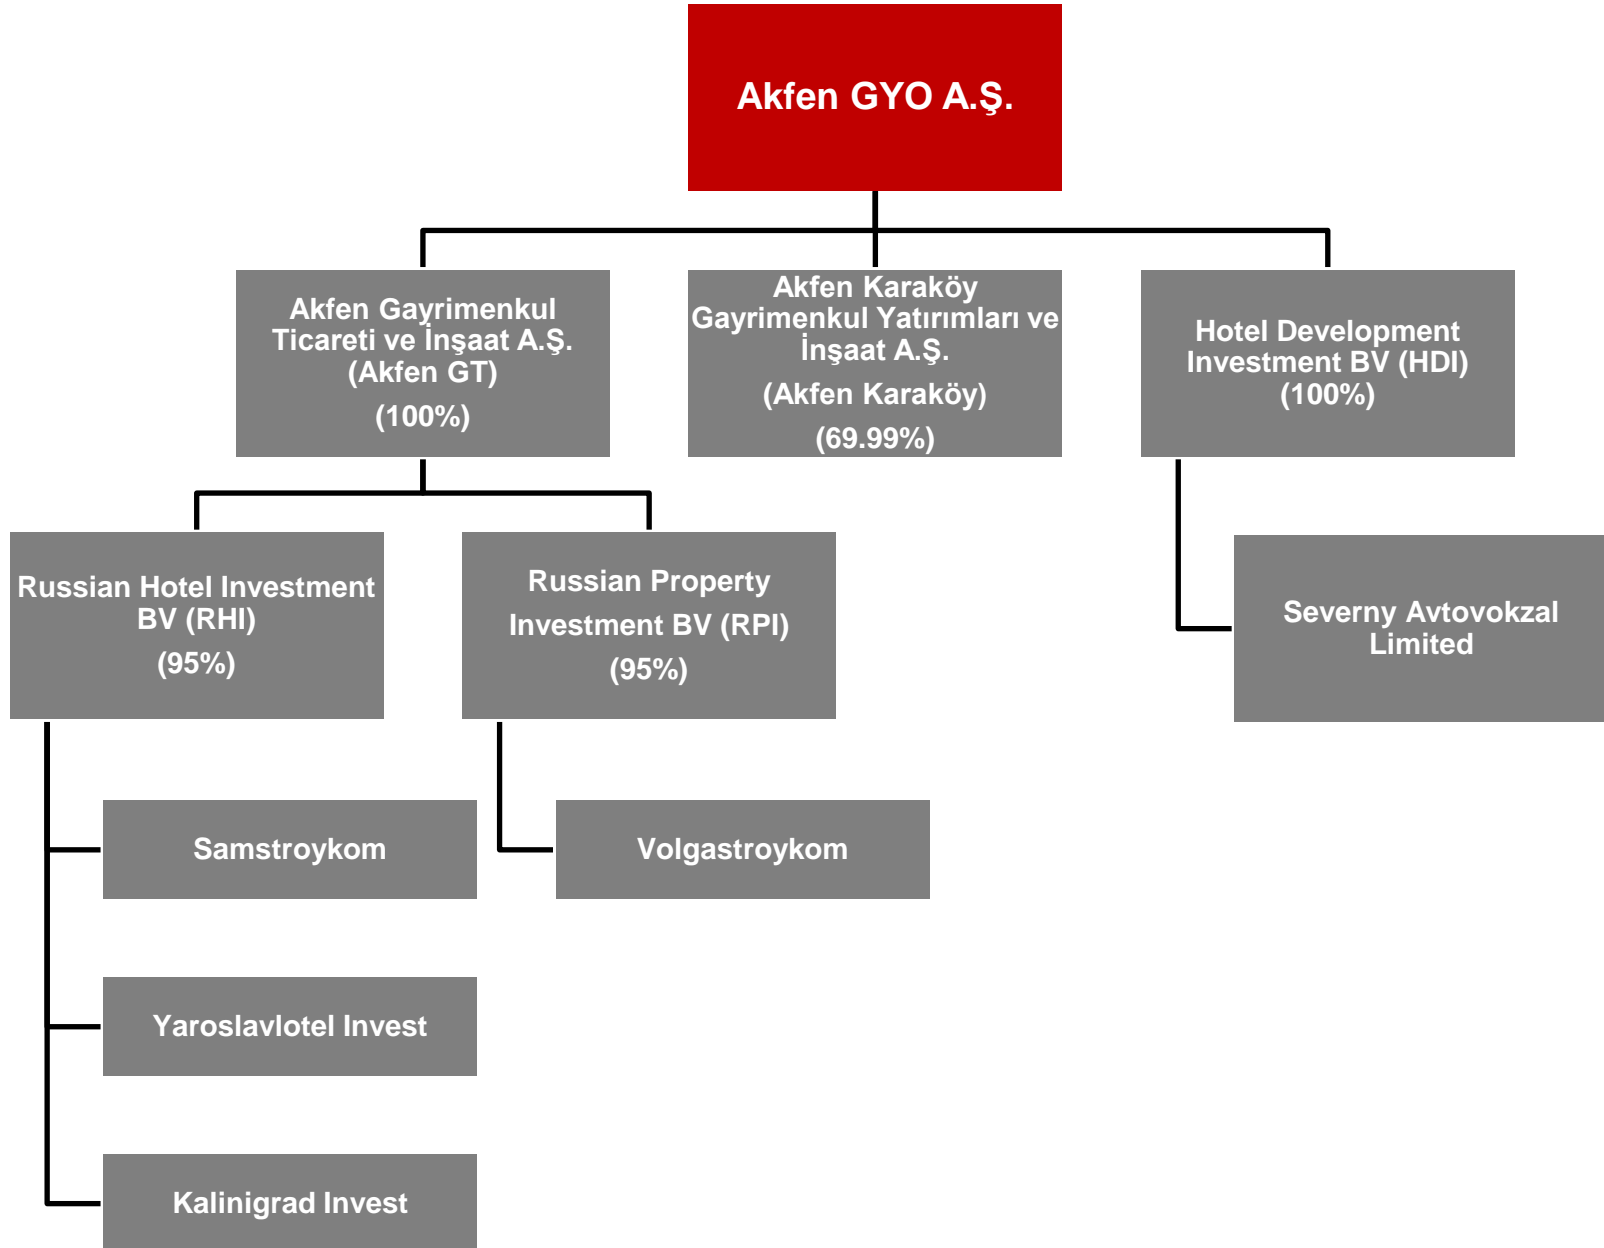 Akfen GYO A.Ş.
Akfen Gayrimenkul
Ticareti ve İnşaat A.Ş.
(Akfen GT)
(100%)
Akfen Karaköy
Gayrimenkul Yatırımları ve
İnşaat A.Ş.
(Akfen Karaköy)
(69.99%)
Hotel Development
Investment BV (HDI)
(100%)
Russian Hotel Investment
BV (RHI)
(95%)
Russian Property
Investment BV (RPI)
(95%)
Severny Avtovokzal
Limited
Samstroykom
Volgastroykom
Yaroslavlotel Invest
Kalinigrad Invest